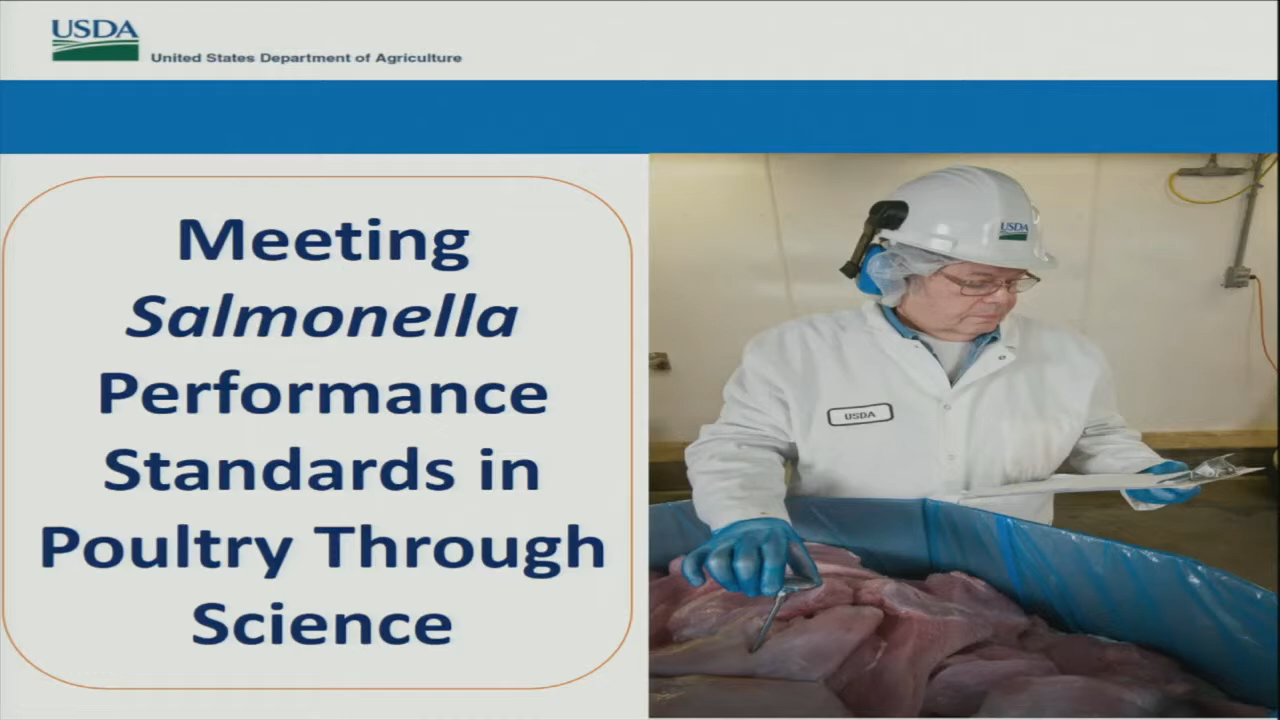 USDA
United States Department of Agriculture
Meeting
Salmonella
Performance
Standards in
Poultry Through
Science
USDA
USDA